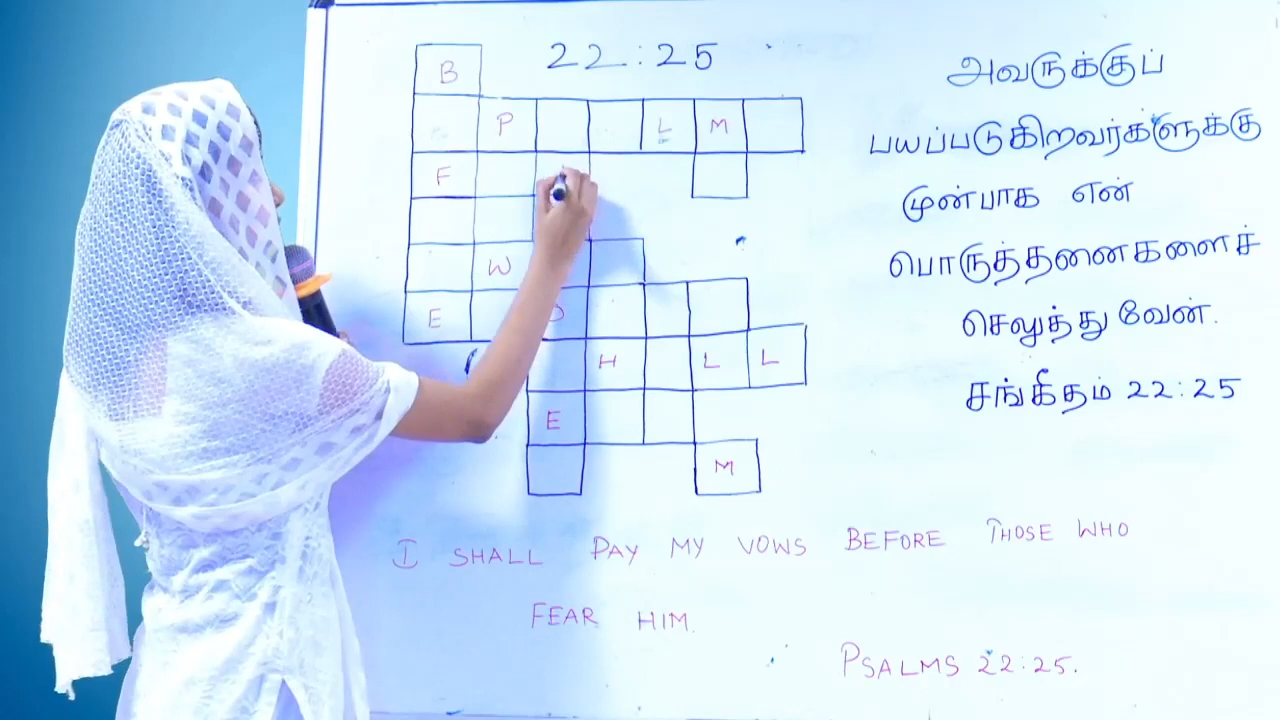 22:25
B
P L M
F
W
E O
H L L
E
M
அவருக்குப்
பயப்படுகிறவர்களுக்கு
முன்பாக என்
பொருத்தனைகளைச்
செலுத்துவேன்.
சங்கீதம் 22:25
I SHALL PAY MY VOWS BEFORE THOSE WHO
FEAR HIM.
PSALMS 22:25.